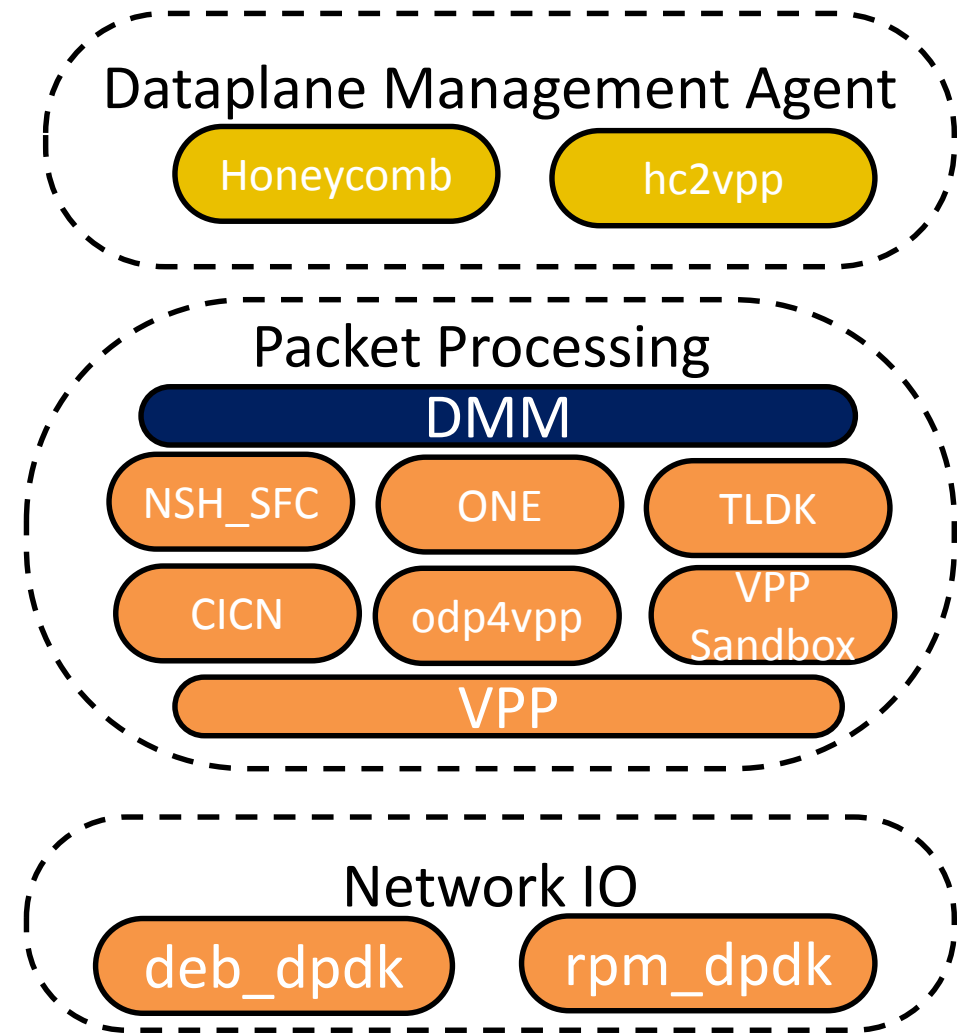 Dataplane Management Agent
Honeycomb
hc2vpp
Packet Processing
DMM
NSH_SFC
ONE
TLDK
CICN
odp4vpp
VPP
Sandbox
VPP
Network IO
deb_dpdk
rpm_dpdk